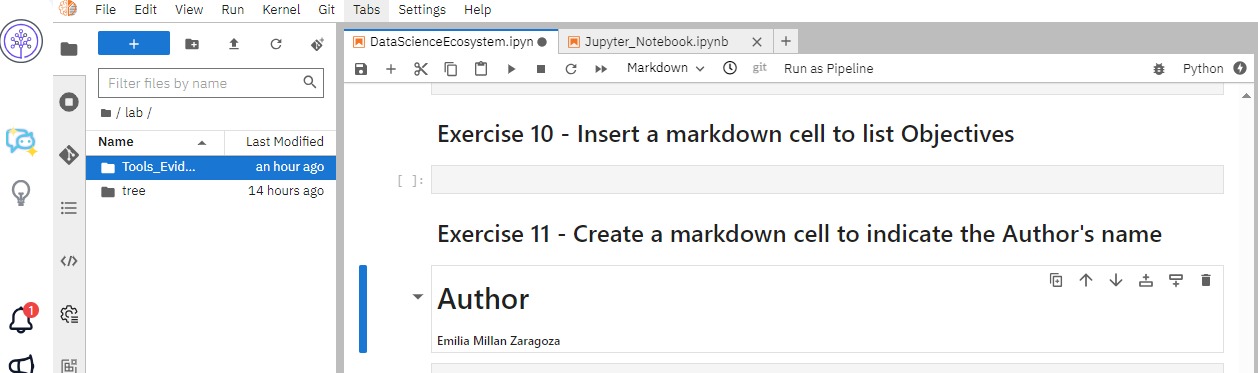 File Edit View Run Kernel Git Tabs Settings Help
DataScienceEcosystem.ipyn
Jupyter_Notebook.ipynb
Markdown
git
Run as Pipeline
Python
Filter files by name
/ lab /
Name Last Modified
Tools_Evid... an hour ago
tree 14 hours ago
Exercise 10 - Insert a markdown cell to list Objectives
[ ]:
Exercise 11 - Create a markdown cell to indicate the Author's name
Author
Emilia Millan Zaragoza
1